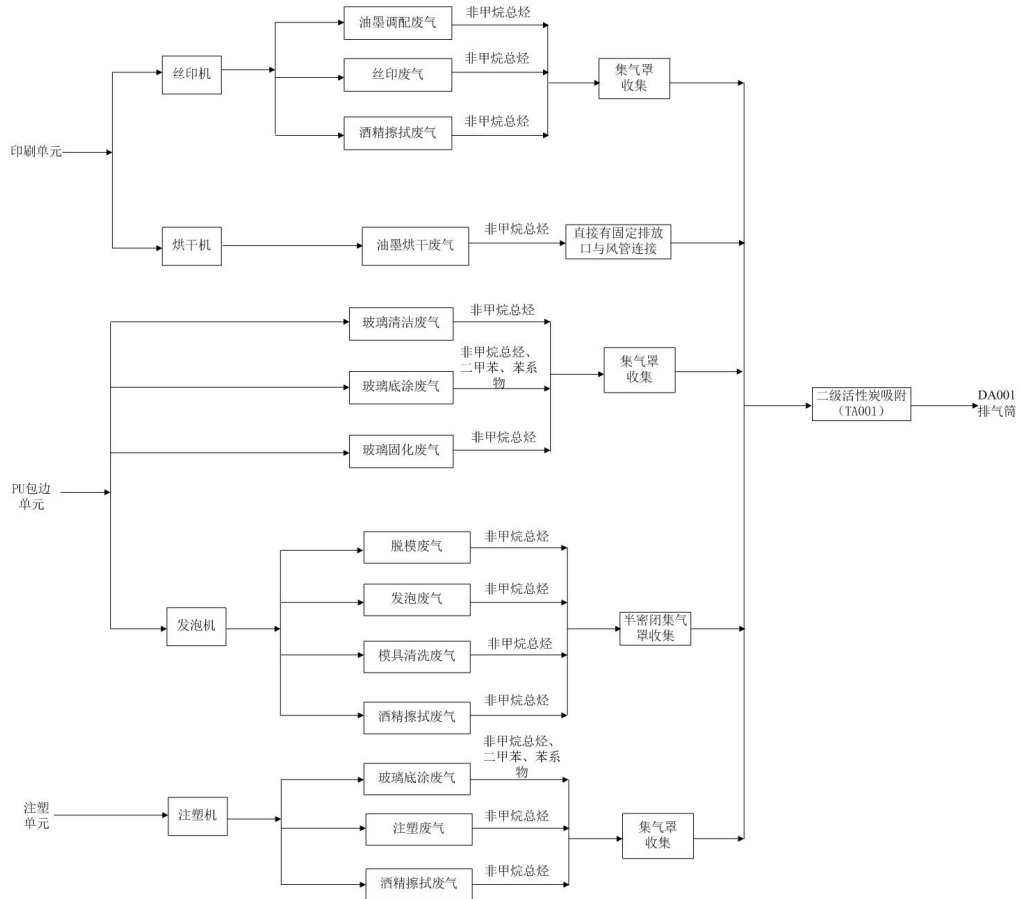 油墨调配废气
非甲烷总烃
丝印机
丝印废气
非甲烷总烃
集气罩
收集
酒精擦拭废气
非甲烷总烃
印刷单元
烘干机
油墨烘干废气
非甲烷总烃
直接有固定排放
口与风管连接
玻璃清洁废气
非甲烷总烃
玻璃底涂废气
非甲烷总烃、
二甲苯、苯系
物
集气罩
收集
玻璃固化废气
非甲烷总烃
二级活性炭吸附
（TA001）
DA001
排气筒
PU包边
单元
脱模废气
非甲烷总烃
发泡废气
非甲烷总烃
发泡机
半密闭集气
罩收集
模具清洗废气
非甲烷总烃
酒精擦拭废气
非甲烷总烃
玻璃底涂废气
非甲烷总烃、
二甲苯、苯系
物
注塑
单元
注塑机
注塑废气
非甲烷总烃
集气罩
收集
酒精擦拭废气
非甲烷总烃